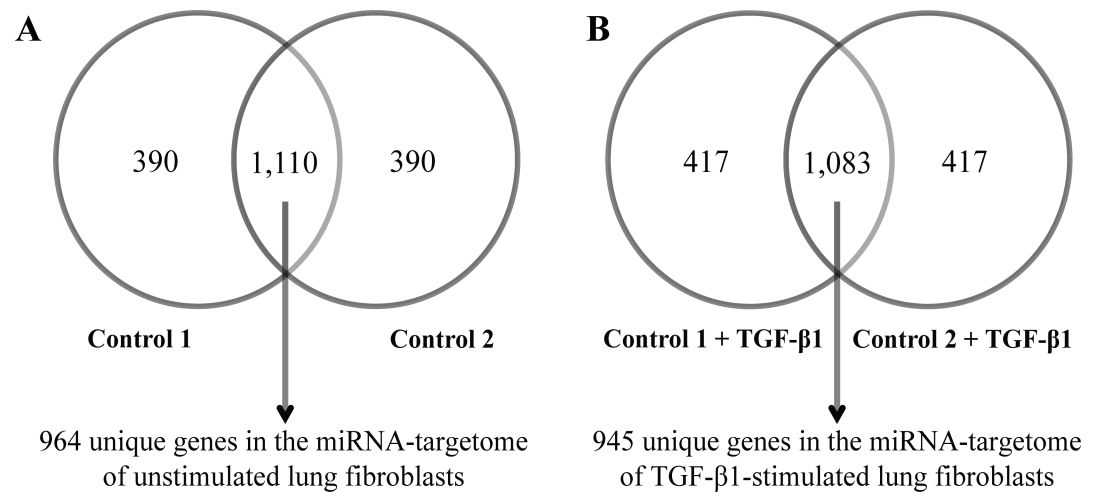 A
390
1,110
390
Control 1
Control 2
964 unique genes in the miRNA-targetome
of unstimulated lung fibroblasts
B
417
1,083
417
Control 1 + TGF-β1
Control 2 + TGF-β1
945 unique genes in the miRNA-targetome
of TGF-β1-stimulated lung fibroblasts